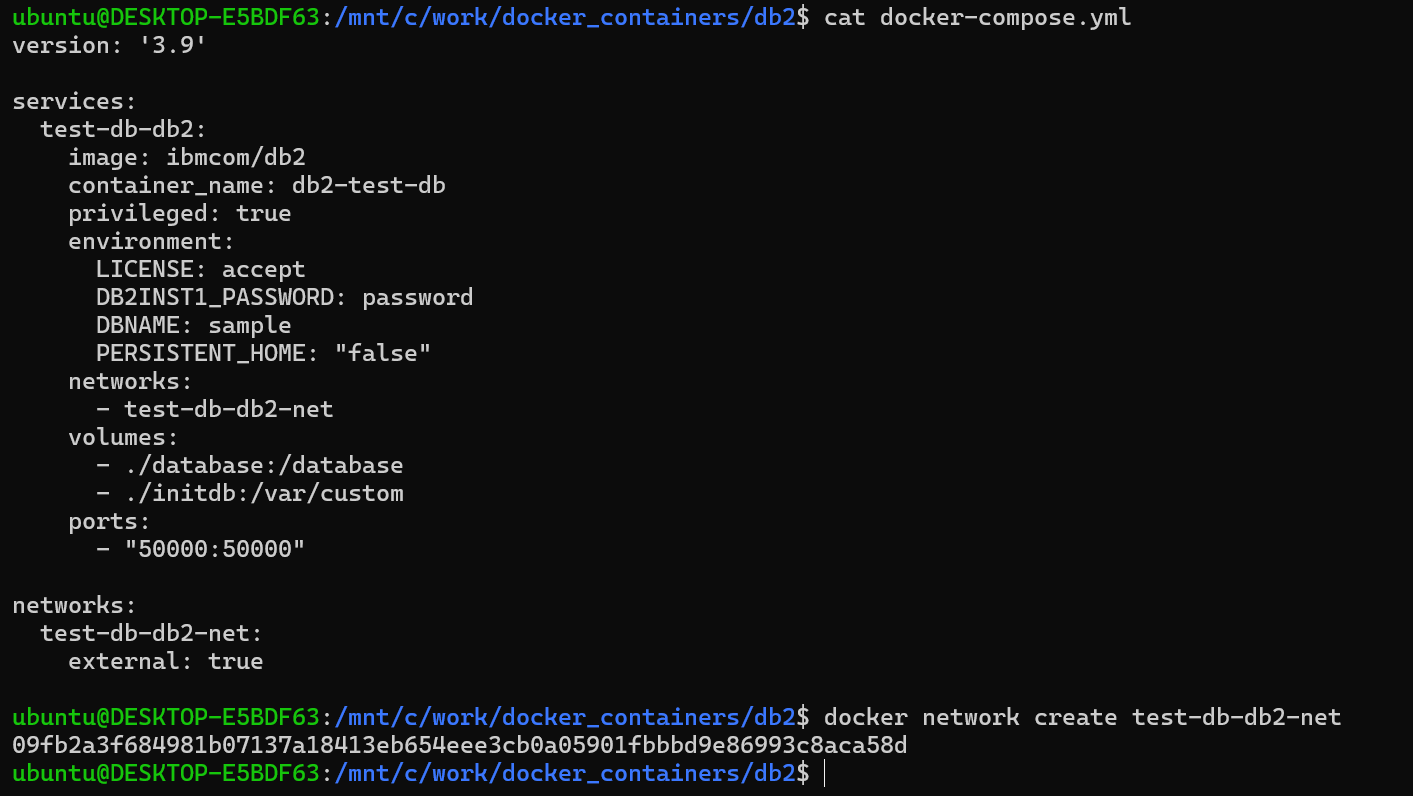 ubuntu@DESKTOP-E5BDF63:/mnt/c/work/docker_containers/db2$ cat docker-compose.yml
version: '3.9'

services:
  test-db-db2:
    image: ibmcom/db2
    container_name: db2-test-db
    privileged: true
    environment:
      LICENSE: accept
      DB2INST1_PASSWORD: password
      DBNAME: sample
      PERSISTENT_HOME: "false"
    networks:
      - test-db-db2-net
    volumes:
      - ./database:/database
      - ./initdb:/var/custom
    ports:
      - "50000:50000"

networks:
  test-db-db2-net:
    external: true

ubuntu@DESKTOP-E5BDF63:/mnt/c/work/docker_containers/db2$ docker network create test-db-db2-net
09fb2a3f684981b07137a18413eb654eee3cb0a05901fbbbd9e86993c8aca58d
ubuntu@DESKTOP-E5BDF63:/mnt/c/work/docker_containers/db2$